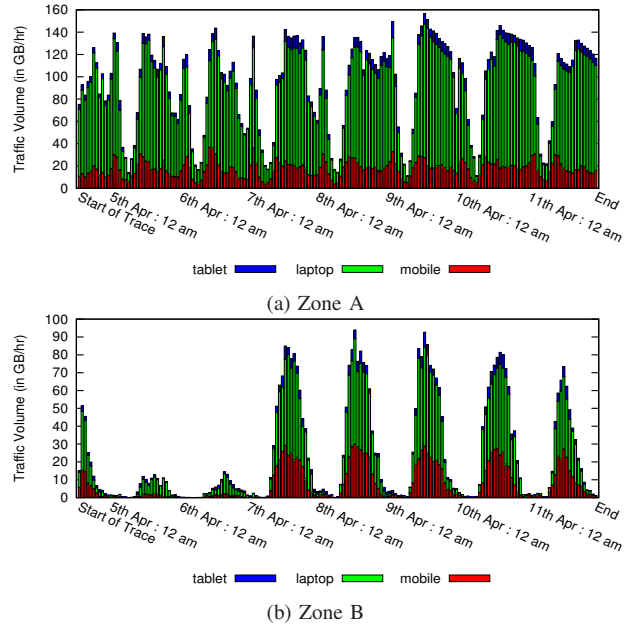 160
140
120
100
80
60
40
20
0
Traffic Volume (in GB/hr)
Start of Trace
5th Apr : 12 am
6th Apr : 12 am
7th Apr : 12 am
8th Apr : 12 am
9th Apr : 12 am
10th Apr : 12 am
11th Apr : 12 am
End
tablet laptop mobile
(a) Zone A
100
90
80
70
60
50
40
30
20
10
0
Traffic Volume (in GB/hr)
Start of Trace
5th Apr : 12 am
6th Apr : 12 am
7th Apr : 12 am
8th Apr : 12 am
9th Apr : 12 am
10th Apr : 12 am
11th Apr : 12 am
End
tablet laptop mobile
(b) Zone B